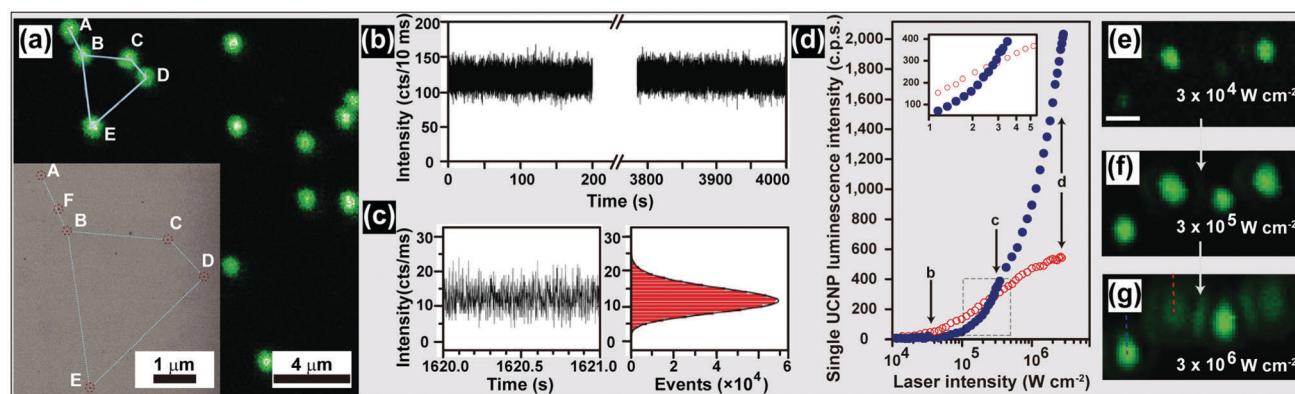 (a)
A
B
C
D
E
A
F
B
C
D
E
1 μm
4 μm
(b)
Intensity (cts/10 ms)
200
150
100
50
0
0
100
200
3800
3900
4000
Time (s)
(c)
Intensity(cts/ms)
30
20
10
0
1620.0
1620.5
1621.0
Time (s)
30
20
10
0
0
2
4
6
Events (×10⁴)
(d)
Single UCNP luminescence intensity (c.p.s.)
2,000
1,800
1,600
1,400
1,200
1,000
800
600
400
200
0
400
300
200
100
1
2
3
4
5
b
c
d
10⁴
10⁵
10⁶
Laser intensity (W cm⁻²)
(e)
3 x 10⁴ W cm⁻²
(f)
3 x 10⁵ W cm⁻²
(g)
3 x 10⁶ W cm⁻²